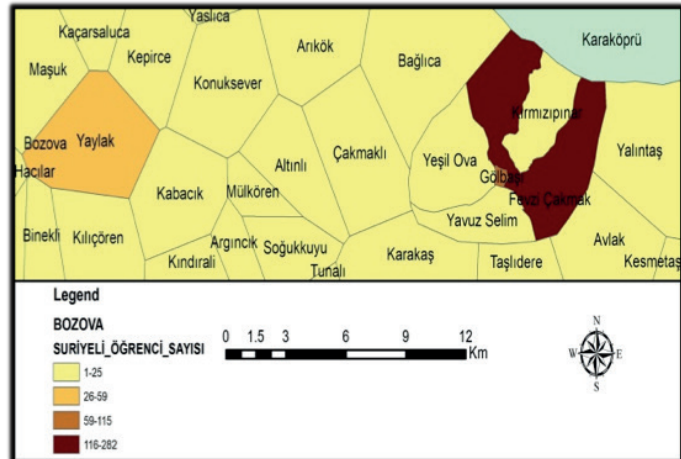 Yaslıca
Kaçarsaluca
Arıkök
Karaköprü
Kepirce
Bağlıca
Maşuk
Konuksever
Kırmızıpınar
Bozova
Yaylak
Çakmaklı
Yalıntaş
Altınlı
Yeşil Ova
Hacılar
Gölbaşı
Kabacık
Mülkören
Fevzi Çakmak
Yavuz Selim
Binekli
Kılıçören
Argıncık
Soğukkuyu
Karakaş
Avlak
Kındırali
Tunalı
Taşlıdere
Kesmetaş
Legend
BOZOVA
SURİYELİ_ÖĞRENCİ_SAYISI
1-25
26-59
59-115
116-282
0 1.5 3 6 9 12
Km
N
W E
S